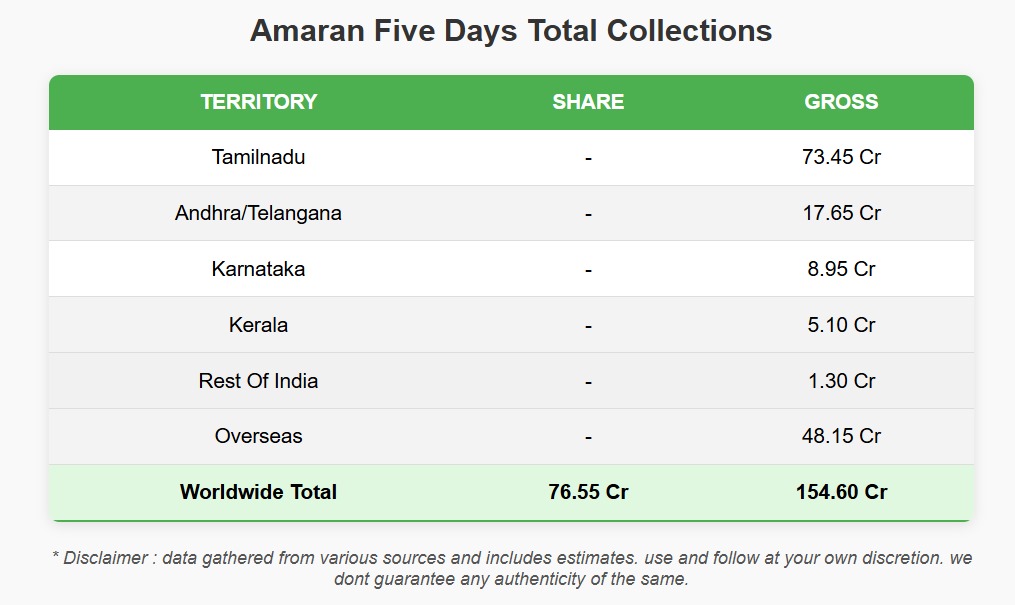 Amaran Five Days Total Collections
TERRITORY SHARE GROSS
Tamilnadu - 73.45 Cr
Andhra/Telangana - 17.65 Cr
Karnataka - 8.95 Cr
Kerala - 5.10 Cr
Rest Of India - 1.30 Cr
Overseas - 48.15 Cr
Worldwide Total 76.55 Cr 154.60 Cr
* Disclaimer : data gathered from various sources and includes estimates. use and follow at your own discretion. we
dont guarantee any authenticity of the same.